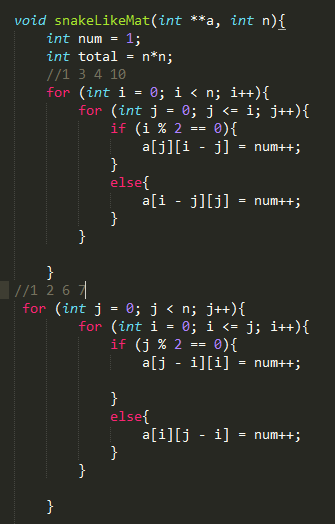 void snakeLikeMat(int **a, int n){
    int num = 1;
    int total = n*n;
    //1 3 4 10
    for (int i = 0; i < n; i++){
        for (int j = 0; j <= i; j++){
            if (i % 2 == 0){
                a[j][i - j] = num++;
            }
            else{
                a[i - j][j] = num++;
            }
        }

    }
//1 2 6 7
 for (int j = 0; j < n; j++){
        for (int i = 0; i <= j; i++){
            if (j % 2 == 0){
                a[j - i][i] = num++;

            }
            else{
                a[i][j - i] = num++;
            }
        }

    }